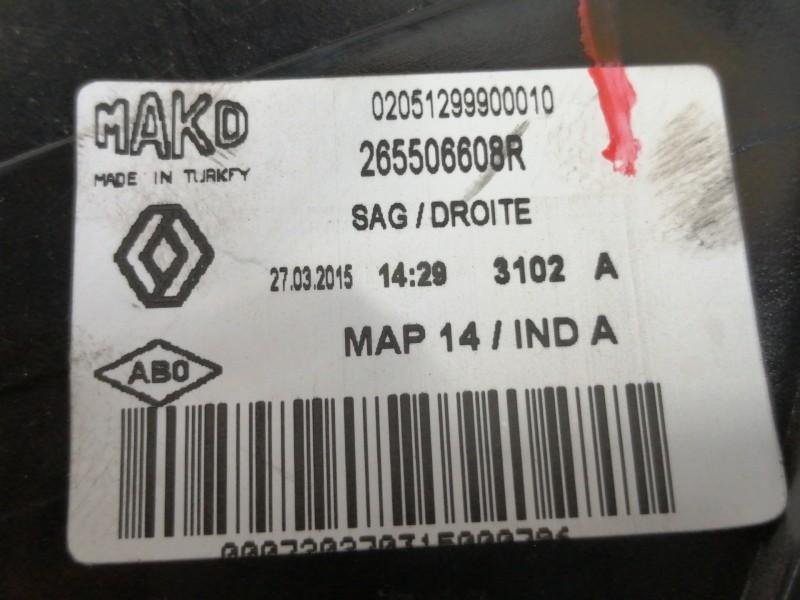 MAKO
02051299900010
265506608R
MADE IN TURKEY
SAG / DROITE
27.03.2015 14:29 3102 A
MAP 14 / IND A
ABO